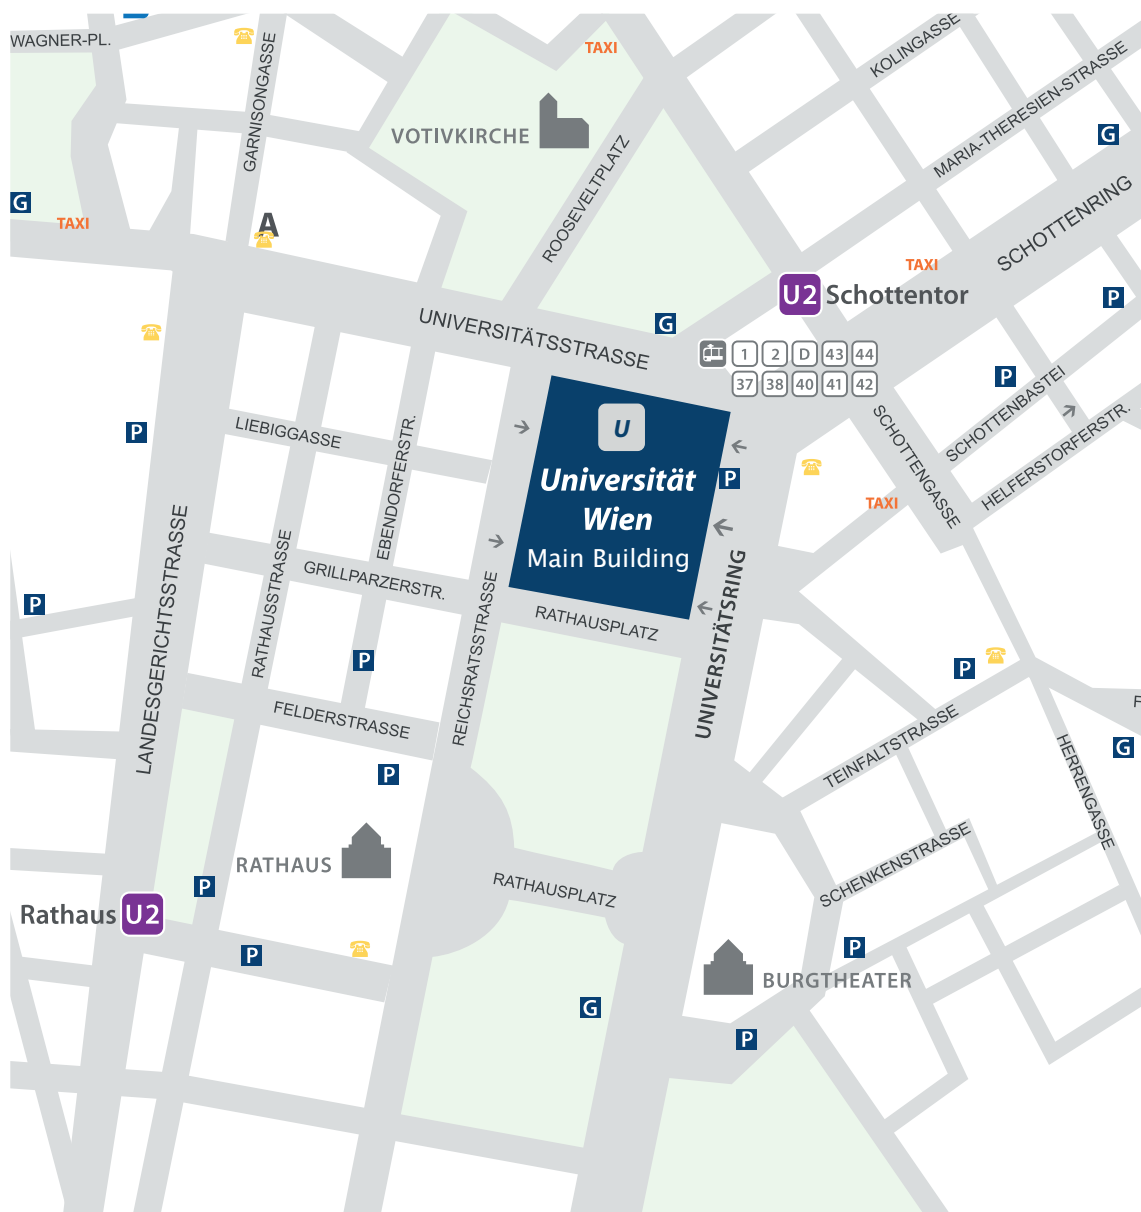 WAGNER-PL.
GARNISONGASSE
TAXI
KOLINGASSE
MARIA-THERESIEN-STRASSE
G
VOTIVKIRCHE
ROOSEVELTPLATZ
G
TAXI
A
SCHOTTENRING
TAXI
U2 Schottentor
P
G
UNIVERSITÄTSSTRASSE
1 2 D 43 44
37 38 40 41 42
P
SCHOTTENBASTEI
HELFERSTORFERSTR.
SCHOTTENGASSE
P
LIEBIGGASSE
EBENDORFERSTR.
U
Universität
Wien
Main Building
P
TAXI
LANDESGERICHTSSTRASSE
RATHAUSSTRASSE
GRILLPARZERSTR.
REICHSRATSSTRASSE
RATHAUSPLATZ
UNIVERSITÄTSRING
P
P
P
FELDERSTRASSE
TEINFALTSTRASSE
HERRENGASSE
F
G
P
RATHAUS
SCHENKENSTRASSE
P
RATHAUSPLATZ
Rathaus U2
P
P
BURGTHEATER
G
P